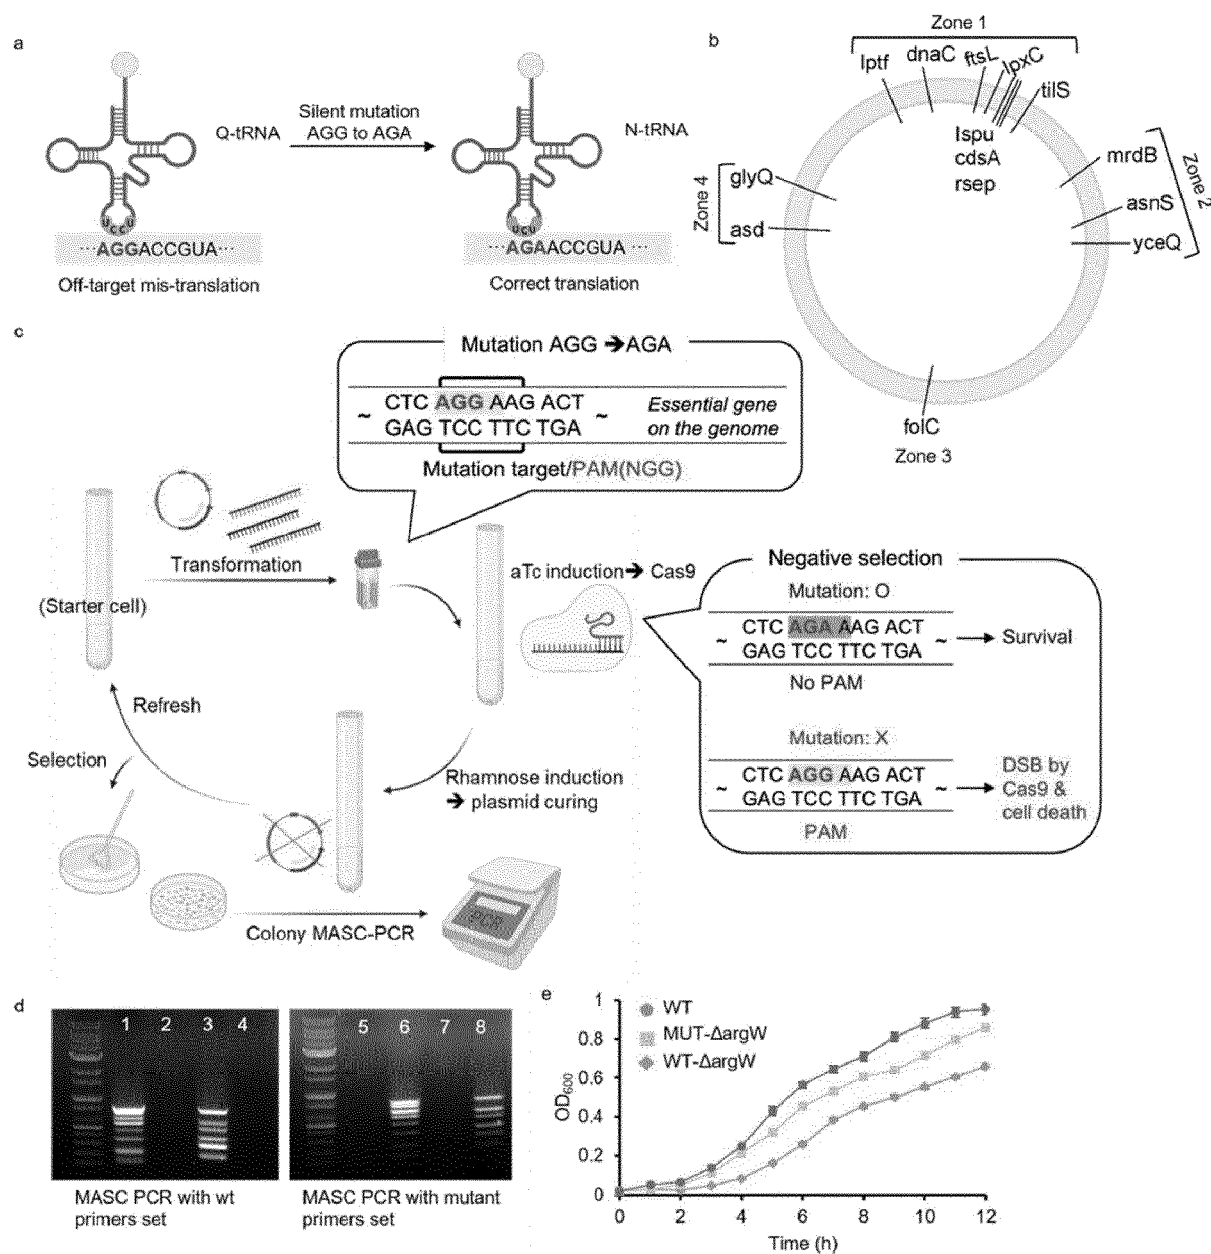 a
Q-tRNA
Silent mutation
AGG to AGA
N-tRNA
UCCU
UCU
···AGGACCGUA···
···AGAACCGUA ···
Off-target mis-translation
Correct translation
b
Zone 1
lptf
dnaC
ftsL
lpxC
tilS
Ispu
cdsA
rsep
mrdB
asnS
yceQ
Zone 2
Zone 4
glyQ
asd
folC
Zone 3
c
Mutation AGG ➔AGA
~ CTC AGG AAG ACT ~
GAG TCC TTC TGA
Essential gene
on the genome
Mutation target/PAM(NGG)
Transformation
(Starter cell)
aTc induction➔ Cas9
Negative selection
Mutation: O
~ CTC AGA AAG ACT ~
GAG TCC TTC TGA
Survival
No PAM
Mutation: X
~ CTC AGG AAG ACT ~
GAG TCC TTC TGA
DSB by
Cas9 &
cell death
PAM
Refresh
Selection
Rhamnose induction
➔ plasmid curing
PCR
Colony MASC-PCR
d
1 2 3 4
5 6 7 8
MASC PCR with wt
primers set
MASC PCR with mutant
primers set
e
WT
MUT-ΔargW
WT-ΔargW
OD600
1
0.8
0.6
0.4
0.2
0
0 2 4 6 8 10 12
Time (h)